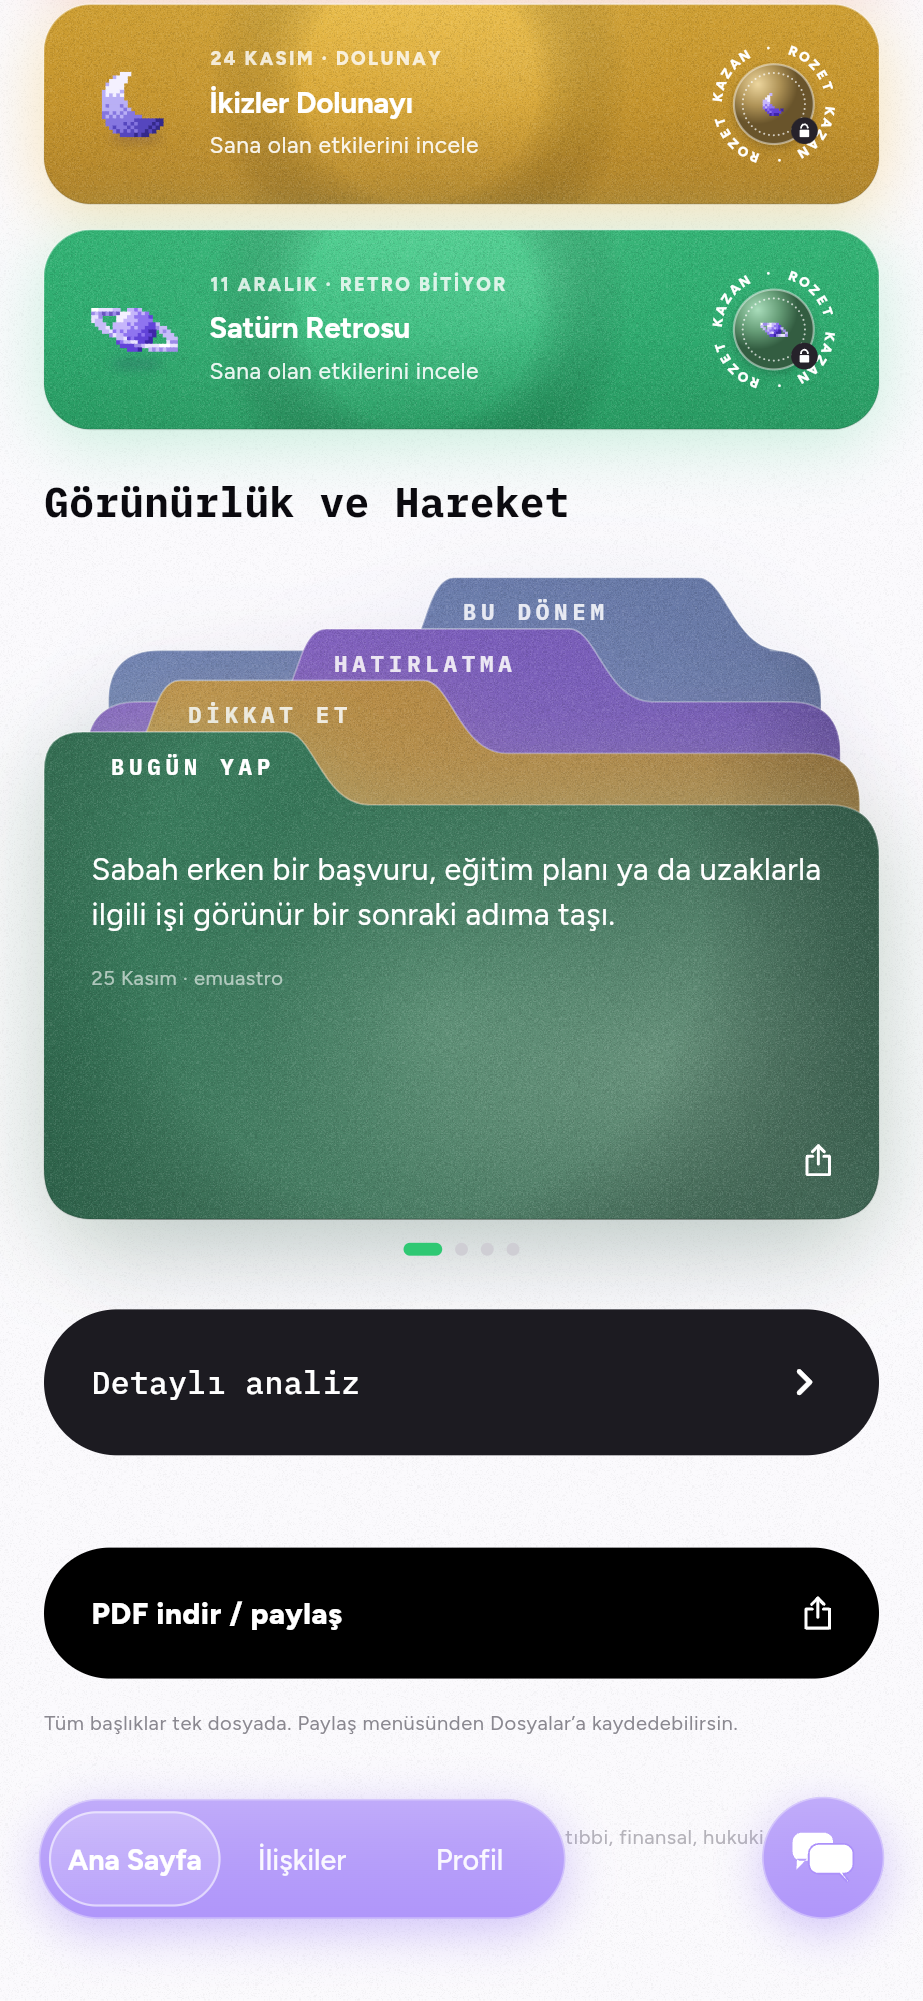 24 KASIM · DOLUNAY
İkizler Dolunayı
Sana olan etkilerini incele
ROZET KAZAN · ROZET KAZAN ·
11 ARALIK · RETRO BİTİYOR
Satürn Retrosu
Sana olan etkilerini incele
ROZET KAZAN · ROZET KAZAN ·
Görünürlük ve Hareket
BU DÖNEM
HATIRLATMA
DİKKAT ET
BUGÜN YAP
Sabah erken bir başvuru, eğitim planı ya da uzaklarla
ilgili işi görünür bir sonraki adıma taşı.
25 Kasım · emuastro
Detaylı analiz
PDF indir / paylaş
Tüm başlıklar tek dosyada. Paylaş menüsünden Dosyalar’a kaydedebilirsin.
tıbbi, finansal, hukuki
Ana Sayfa
İlişkiler
Profil